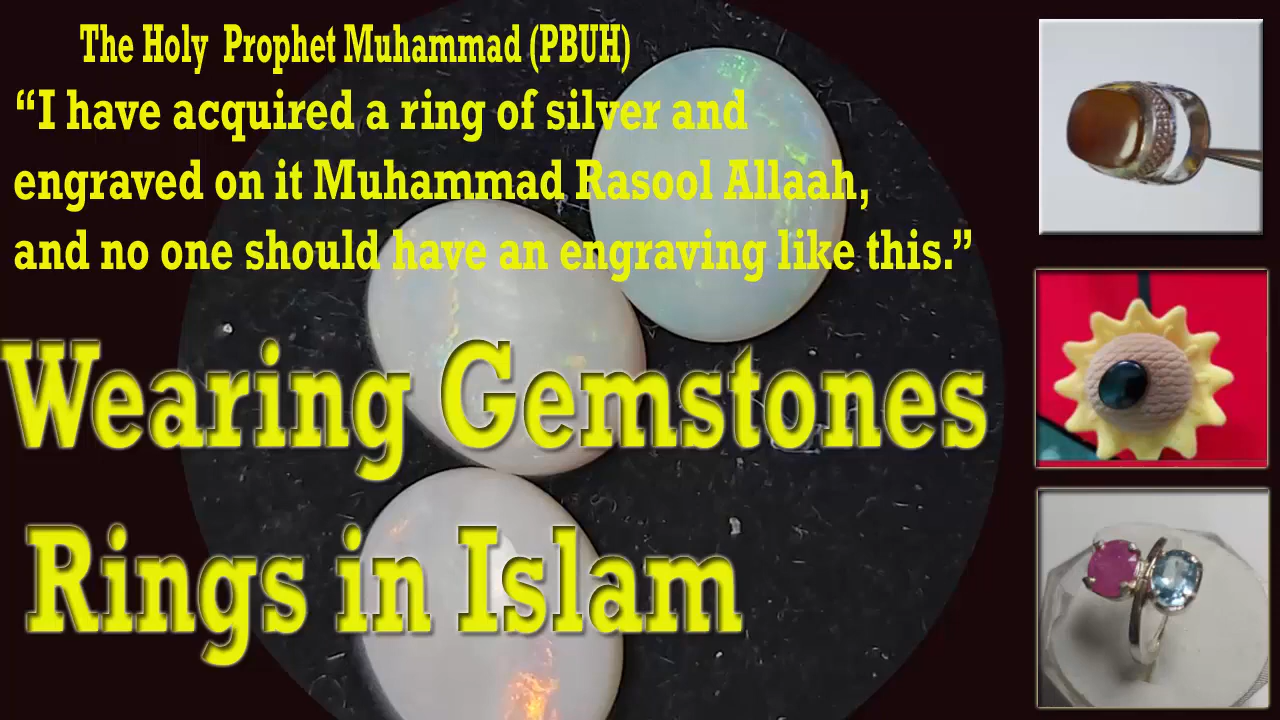 The Holy Prophet Muhammad (PBUH)
“I have acquired a ring of silver and
engraved on it Muhammad Rasool Allaah,
and no one should have an engraving like this.”
Wearing Gemstones
Rings in Islam